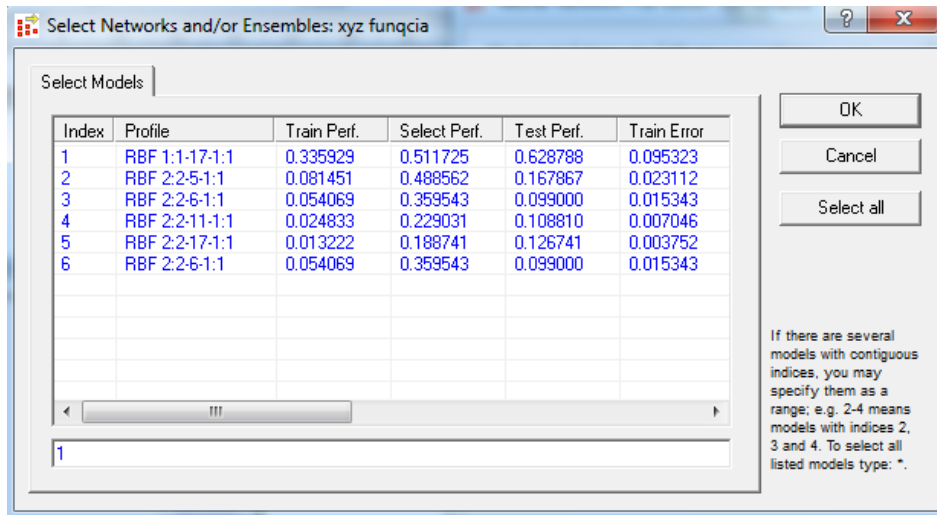 Select Networks and/or Ensembles: xyz funqcia
?
X
Select Models
Index Profile Train Perf. Select Perf. Test Perf. Train Error
1 RBF 1:1-17-1:1 0.335929 0.511725 0.628788 0.095323
2 RBF 2:2-5-1:1 0.081451 0.488562 0.167867 0.023112
3 RBF 2:2-6-1:1 0.054069 0.359543 0.099000 0.015343
4 RBF 2:2-11-1:1 0.024833 0.229031 0.108810 0.007046
5 RBF 2:2-17-1:1 0.013222 0.188741 0.126741 0.003752
6 RBF 2:2-6-1:1 0.054069 0.359543 0.099000 0.015343
1
OK
Cancel
Select all
If there are several
models with contiguous
indices, you may
specify them as a
range; e.g. 2-4 means
models with indices 2,
3 and 4. To select all
listed models type: *.